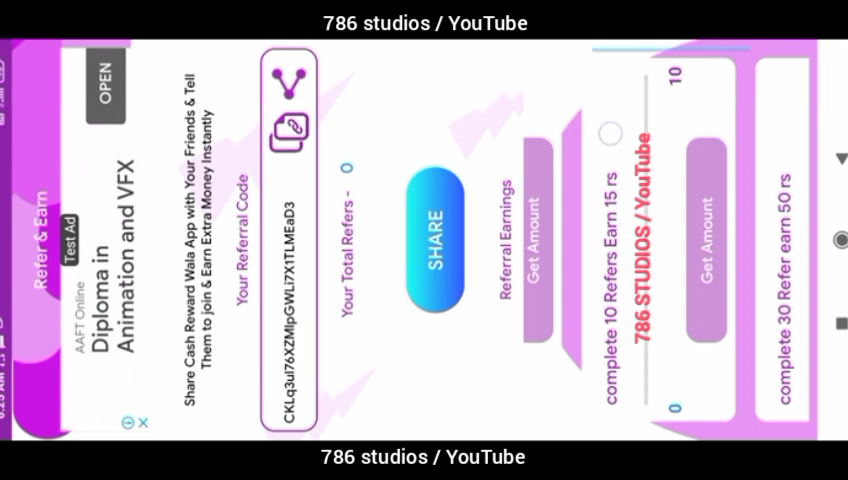 786 studios / YouTube
Refer & Earn
Test Ad
AAFT Online
Diploma in
Animation and VFX
OPEN
Share Cash Reward Wala App with Your Friends & Tell
Them to join & Earn Extra Money Instantly
Your Referral Code
CKLq3uI76XZMIpGWLi7X1TLMEaD3
Your Total Refers - 0
SHARE
Referral Earnings
Get Amount
complete 10 Refers Earn 15 rs
786 STUDIOS / YouTube
0 10
Get Amount
complete 30 Refer earn 50 rs
786 studios / YouTube